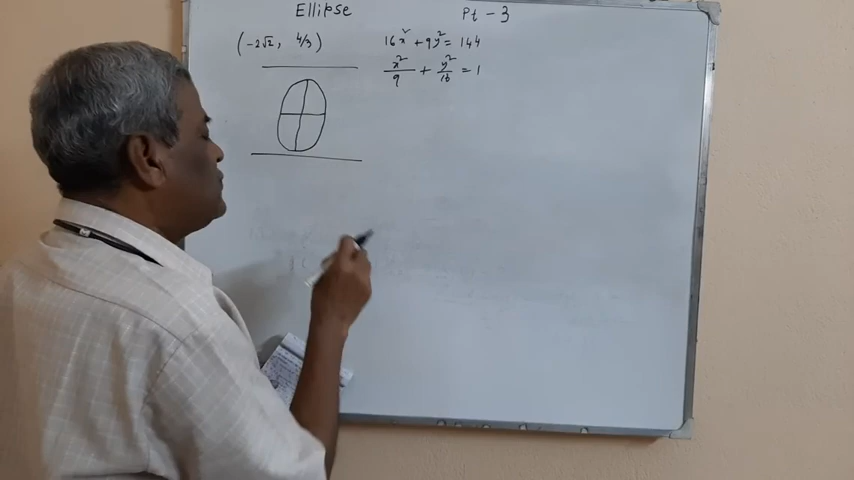 Ellipse Pt - 3
(-2√2, 4/3)
16x² + 9y² = 144
x²/9 + y²/16 = 1